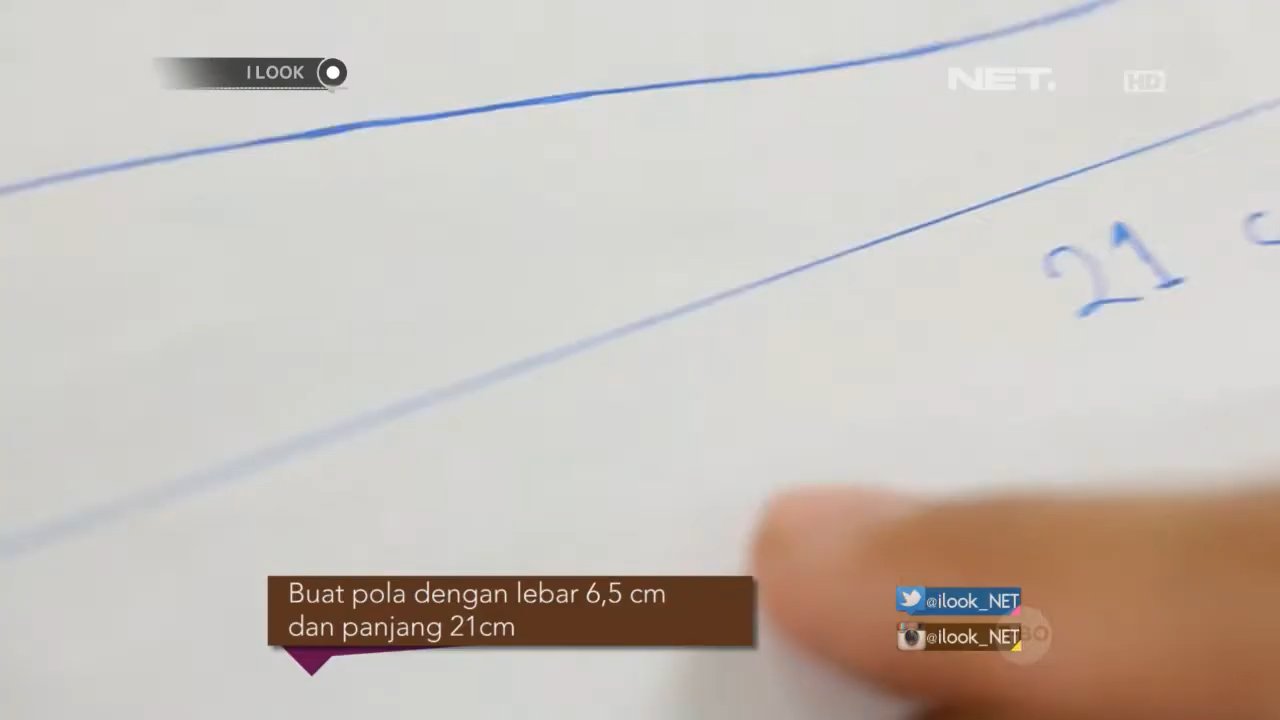 I LOOK
NET.
HD
21
Buat pola dengan lebar 6,5 cm
dan panjang 21cm
@ilook_NET
@ilook_NET